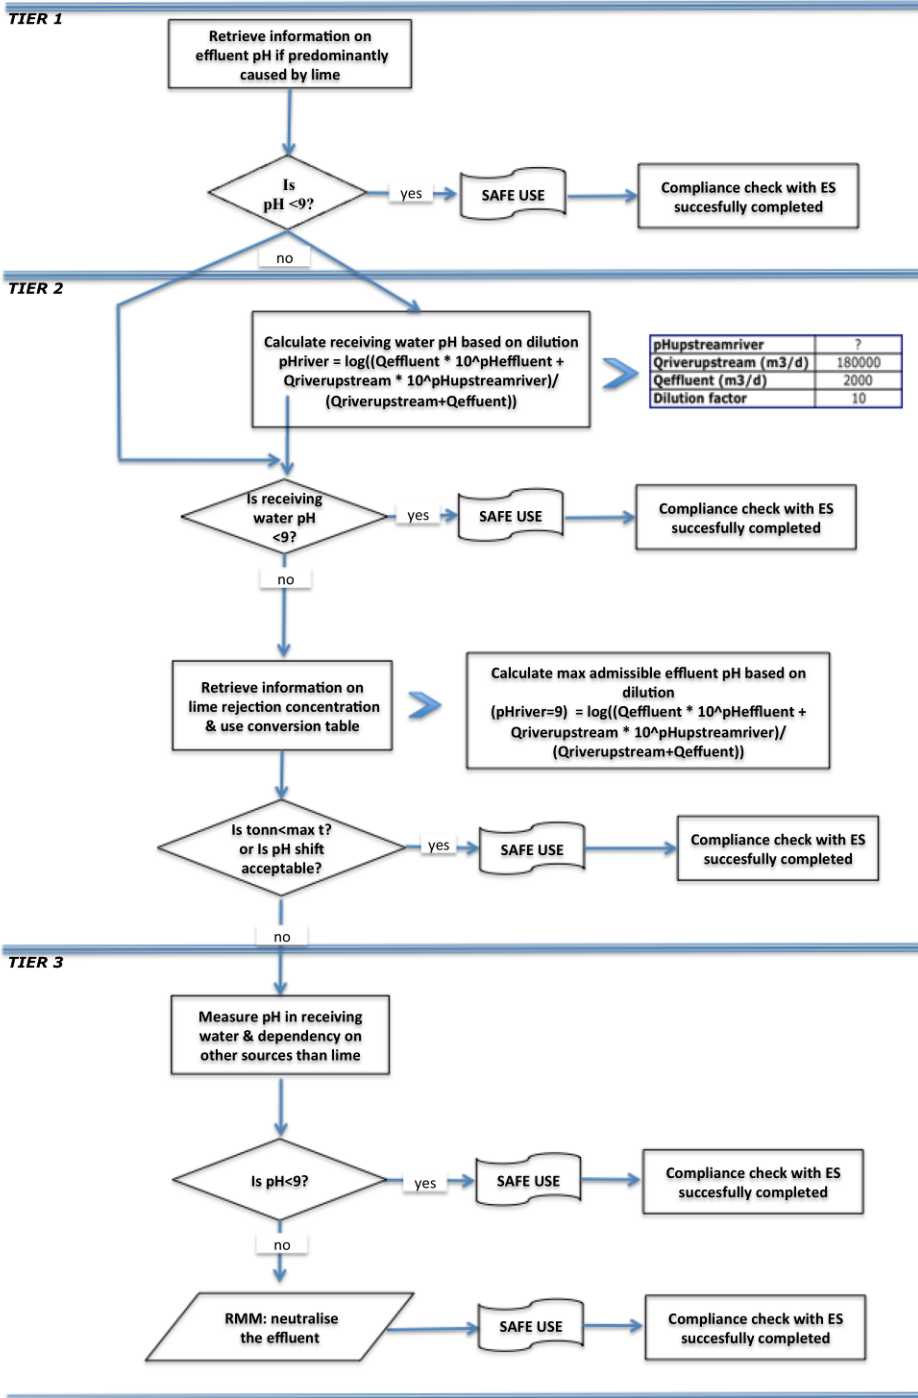 TIER 1
Retrieve information on
effluent pH if predominantly
caused by lime
Is
pH <9?
yes
SAFE USE
Compliance check with ES
succesfully completed
no
TIER 2
Calculate receiving water pH based on dilution
pHriver = log((Qeffluent * 10^pHeffluent +
Qriverupstream * 10^pHupstreamriver)/
(Qriverupstream+Qeffuent))
pHupstreamriver ?
Qriverupstream (m3/d) 180000
Qeffluent (m3/d) 2000
Dilution factor 10
Is receiving
water pH
<9?
yes
SAFE USE
Compliance check with ES
succesfully completed
no
Retrieve information on
lime rejection concentration
& use conversion table
Calculate max admissible effluent pH based on
dilution
(pHriver=9) = log((Qeffluent * 10^pHeffluent +
Qriverupstream * 10^pHupstreamriver)/
(Qriverupstream+Qeffuent))
Is tonn<max t?
or Is pH shift
acceptable?
yes
SAFE USE
Compliance check with ES
succesfully completed
no
TIER 3
Measure pH in receiving
water & dependency on
other sources than lime
Is pH<9?
yes
SAFE USE
Compliance check with ES
succesfully completed
no
RMM: neutralise
the effluent
SAFE USE
Compliance check with ES
succesfully completed